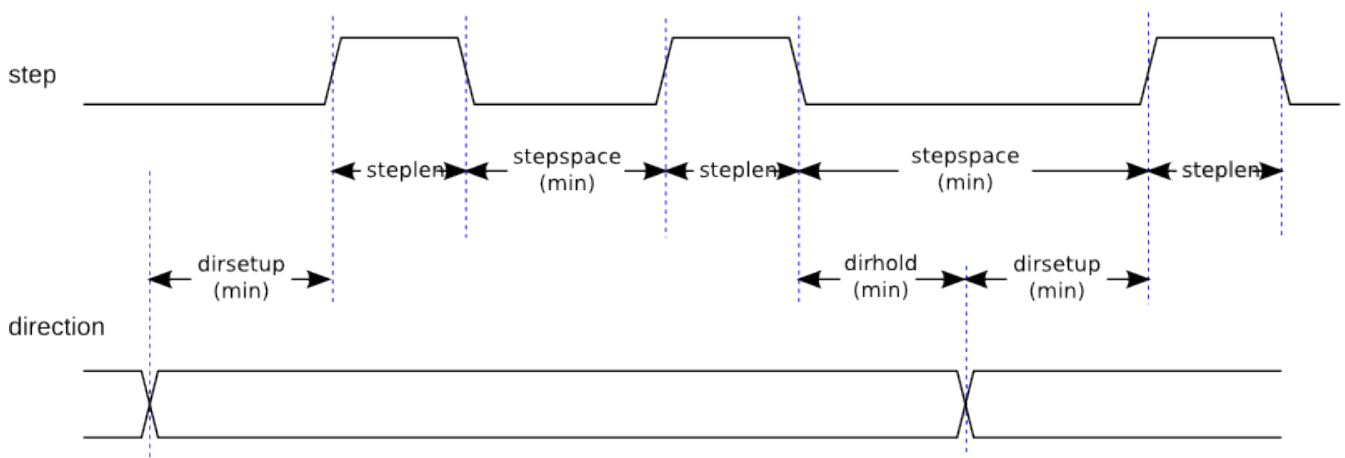 step
steplen
stepspace
(min)
steplen
stepspace
(min)
steplen
dirsetup
(min)
dirhold
(min)
dirsetup
(min)
direction